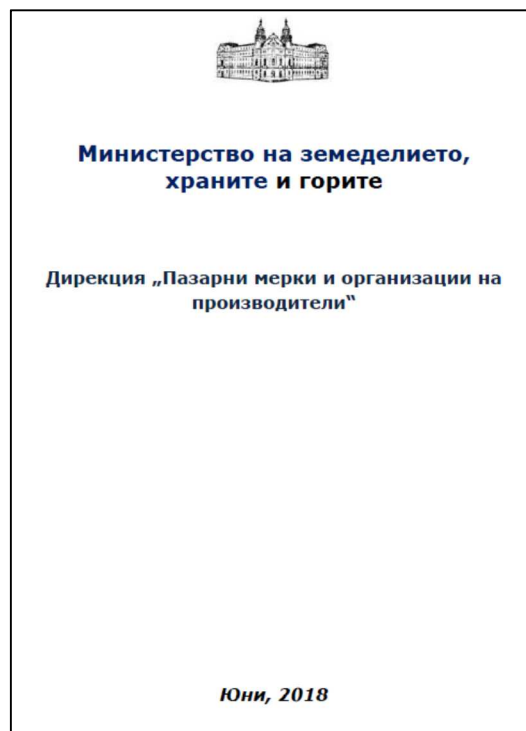 Министерство на земеделието,
храните и горите
Дирекция „Пазарни мерки и организации на
производители“
Юни, 2018